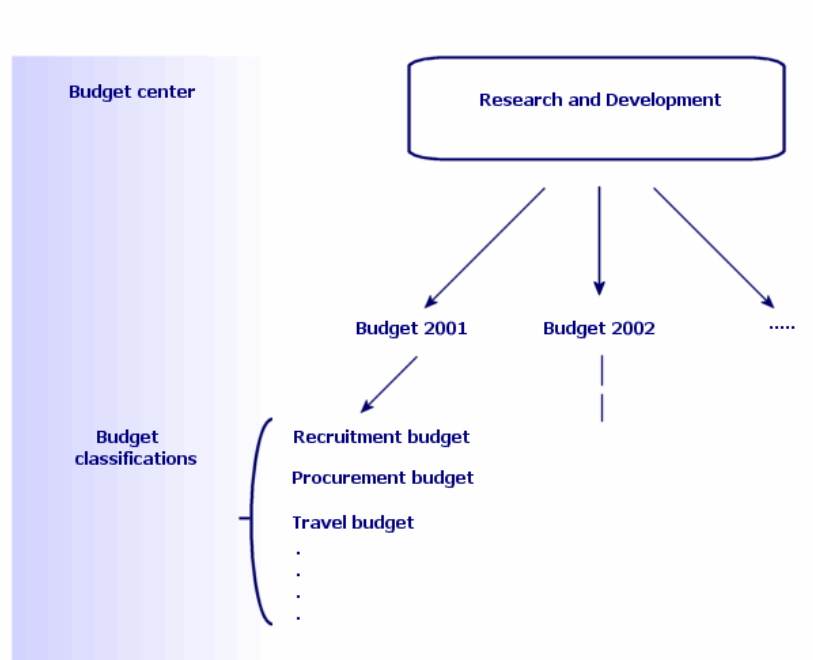 Budget center
Research and Development
Budget 2001
Budget 2002
.....
Budget
classifications
Recruitment budget
Procurement budget
Travel budget
.
.
.
.